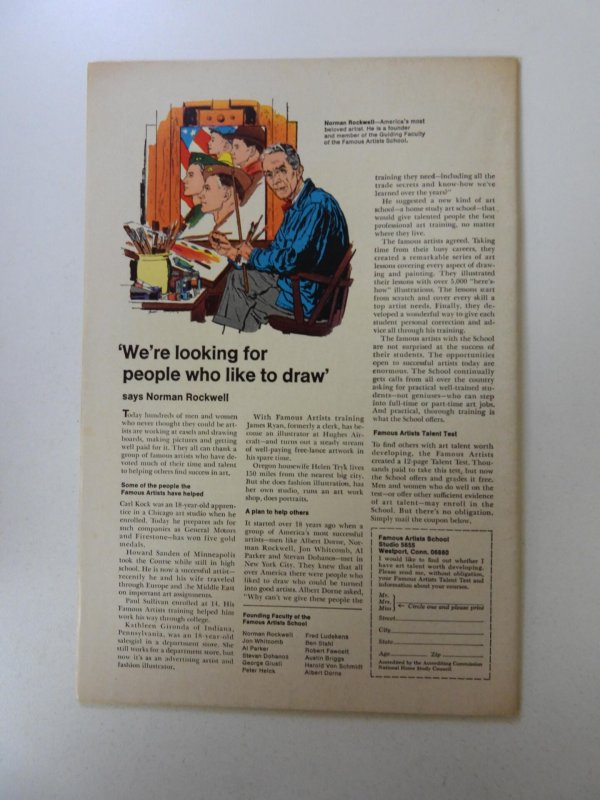 Norman Rockwell—America's most
beloved artist. He is a founder
and member of the Guiding Faculty
of the Famous Artists School.
'We're looking for
people who like to draw'
says Norman Rockwell
Today hundreds of men and women
who never thought they could be art-
ists are working at easels and drawing
boards, making pictures and getting
well paid for it. They all can thank a
group of famous artists who have de-
voted much of their time and talent
to helping others find success in art.
Some of the people the
Famous Artists have helped
Carl Kock was an 18-year-old appren-
tice in a Chicago art studio when he
enrolled. Today he prepares ads for
such companies as General Motors
and Firestone—has won five gold
medals.
Howard Sanden of Minneapolis
took the Course while still in high
school. He is now a successful artist—
recently he and his wife traveled
through Europe and the Middle East
on important art assignments.
Paul Sullivan enrolled at 14. His
Famous Artists training helped him
work his way through college.
Kathleen Gironda of Indiana,
Pennsylvania, was an 18-year-old
salesgirl in a department store. She
still works for a department store, but
now it's as an advertising artist and
fashion illustrator.
With Famous Artists training
James Ryan, formerly a clerk, has be-
come an illustrator at Hughes Air-
craft—and turns out a steady stream
of well-paying free-lance artwork in
his spare time.
Oregon housewife Helen Tryk lives
150 miles from the nearest big city.
But she does fashion illustration, has
her own studio, runs an art work
shop, does portraits.
A plan to help others
It started over 18 years ago when a
group of America's most successful
artists—men like Albert Dorne, Nor-
man Rockwell, Jon Whitcomb, Al
Parker and Stevan Dohanos—met in
New York City. They knew that all
over America there were people who
liked to draw who could be turned
into good artists. Albert Dorne asked,
"Why can't we give these people the
Founding Faculty of the
Famous Artists School
Norman Rockwell
Jon Whitcomb
Al Parker
Stevan Dohanos
George Giusti
Peter Helck
Fred Ludekens
Ben Stahl
Robert Fawcett
Austin Briggs
Harold Von Schmidt
Albert Dorne
training they need—including all the
trade secrets and know-how we've
learned over the years?"
He suggested a new kind of art
school—a home study art school—that
would give talented people the best
professional art training, no matter
where they live.
The famous artists agreed. Taking
time from their busy careers, they
created a remarkable series of art
lessons covering every aspect of draw-
ing and painting. They illustrated
their lessons with over 5,000 "here's-
how" illustrations. The lessons start
from scratch and cover every skill a
top artist needs. Finally, they de-
veloped a wonderful way to give each
student personal correction and ad-
vice all through his training.
The famous artists with the School
are not surprised at the success of
their students. The opportunities
open to successful artists today are
enormous. The School continually
gets calls from all over the country
asking for practical well-trained stu-
dents—not geniuses—who can step
into full-time or part-time art jobs.
And practical, thorough training is
what the School offers.
Famous Artists Talent Test
To find others with art talent worth
developing, the Famous Artists
created a 12-page Talent Test. Thou-
sands paid to take this test, but now
the School offers and grades it free.
Men and women who do well on the
test—or offer other sufficient evidence
of art talent—may enroll in the
School. But there's no obligation.
Simply mail the coupon below.
Famous Artists School
Studio 5855
Westport, Conn. 06880
I would like to find out whether I
have art talent worth developing.
Please send me, without obligation,
your Famous Artists Talent Test and
information about your courses.
Mr.
Mrs.
Miss
Circle one and please print
Street
City
State
Age Zip
Accredited by the Accrediting Commission
National Home Study Council